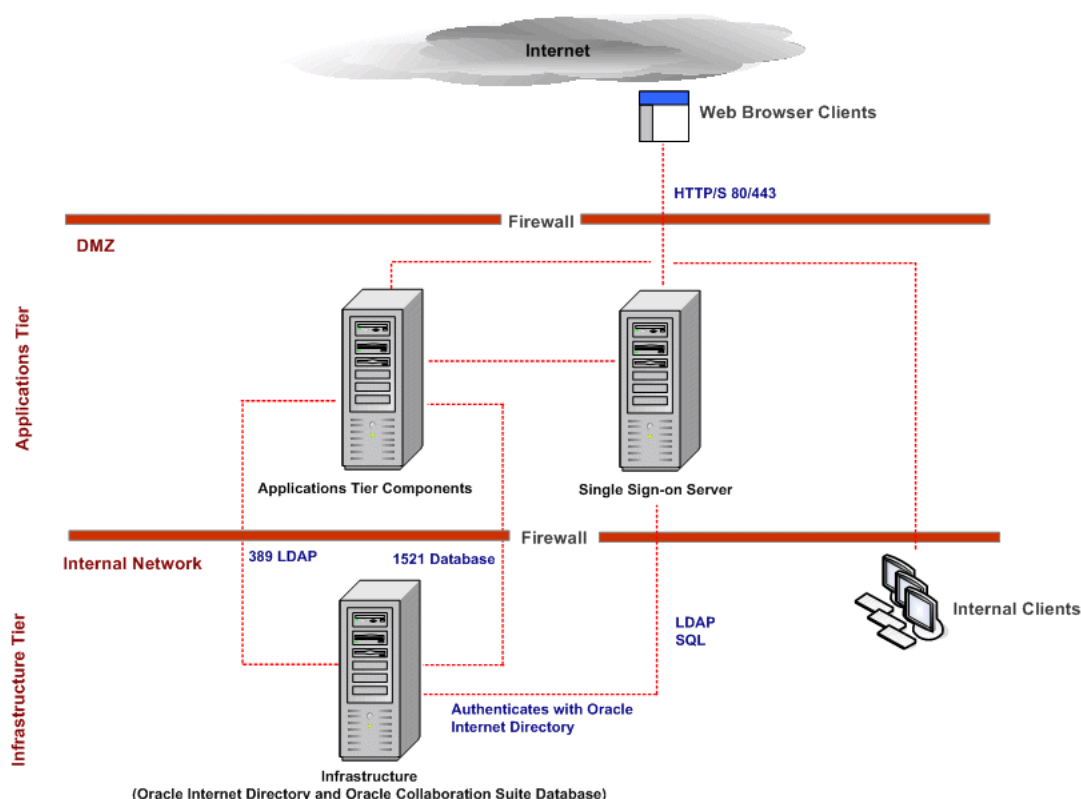 Internet
Web Browser Clients
HTTP/S 80/443
Firewall
DMZ
Applications Tier
Applications Tier Components
Single Sign-on Server
Firewall
Internal Network
389 LDAP
1521 Database
Internal Clients
LDAP
SQL
Infrastructure Tier
Authenticates with Oracle
Internet Directory
Infrastructure
(Oracle Internet Directory and Oracle Collaboration Suite Database)